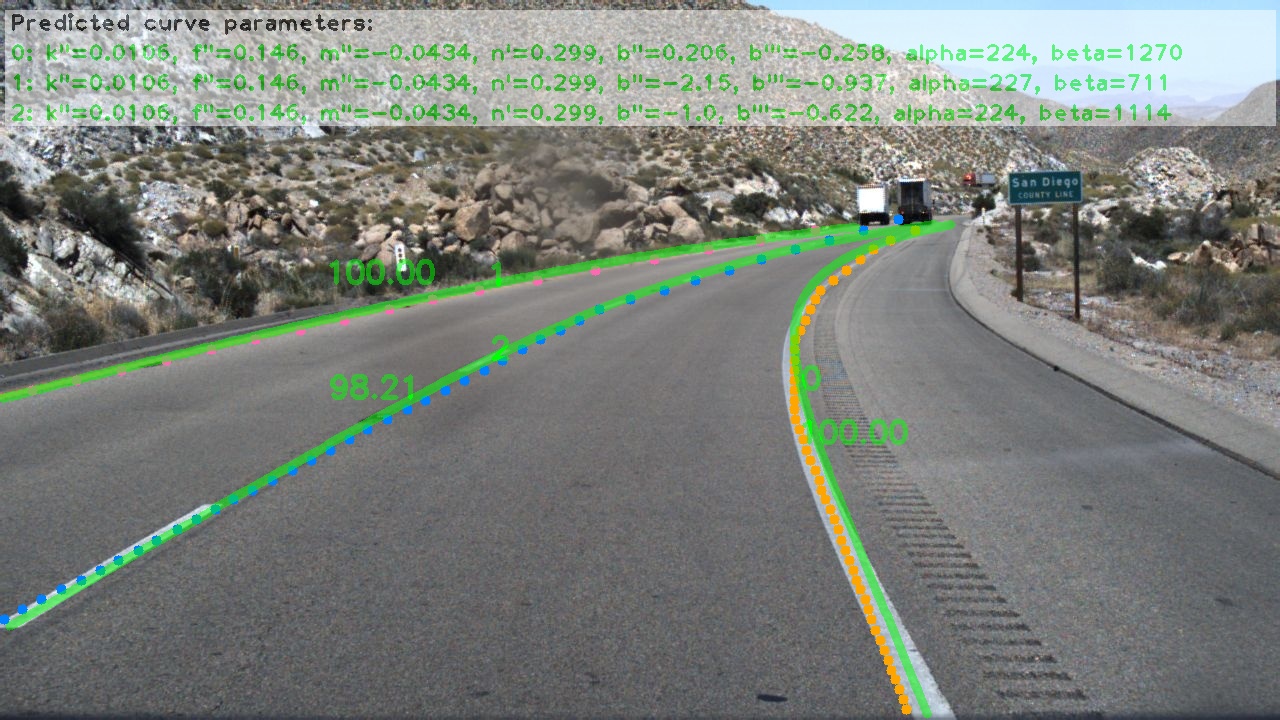 Predicted curve parameters:
0: k''=0.0106, f''=0.146, m''=-0.0434, n'=0.299, b''=0.206, b'''=-0.258, alpha=224, beta=1270
1: k''=0.0106, f''=0.146, m''=-0.0434, n'=0.299, b''=-2.15, b'''=-0.937, alpha=227, beta=711
2: k''=0.0106, f''=0.146, m''=-0.0434, n'=0.299, b''=-1.0, b'''=-0.622, alpha=224, beta=1114
San Diego
COUNTY LINE
100.00 1
2
98.21
0
100.00